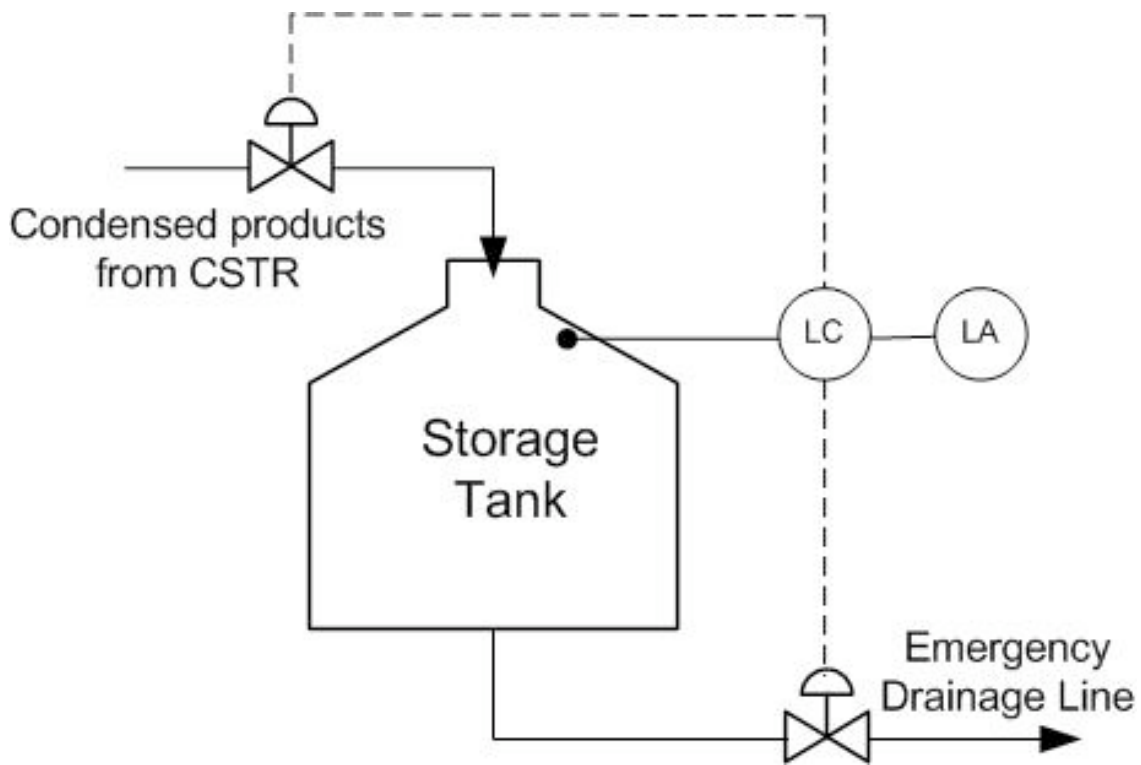 Condensed products
from CSTR
LC
LA
Storage
Tank
Emergency
Drainage Line